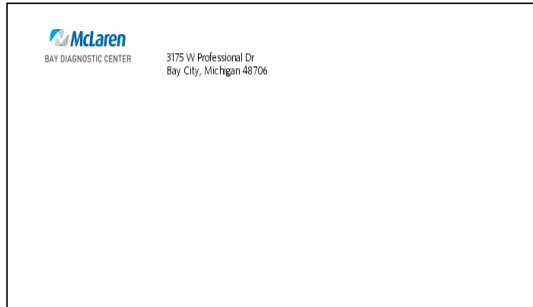 McLaren
BAY DIAGNOSTIC CENTER
3175 W Professional Dr
Bay City, Michigan 48706